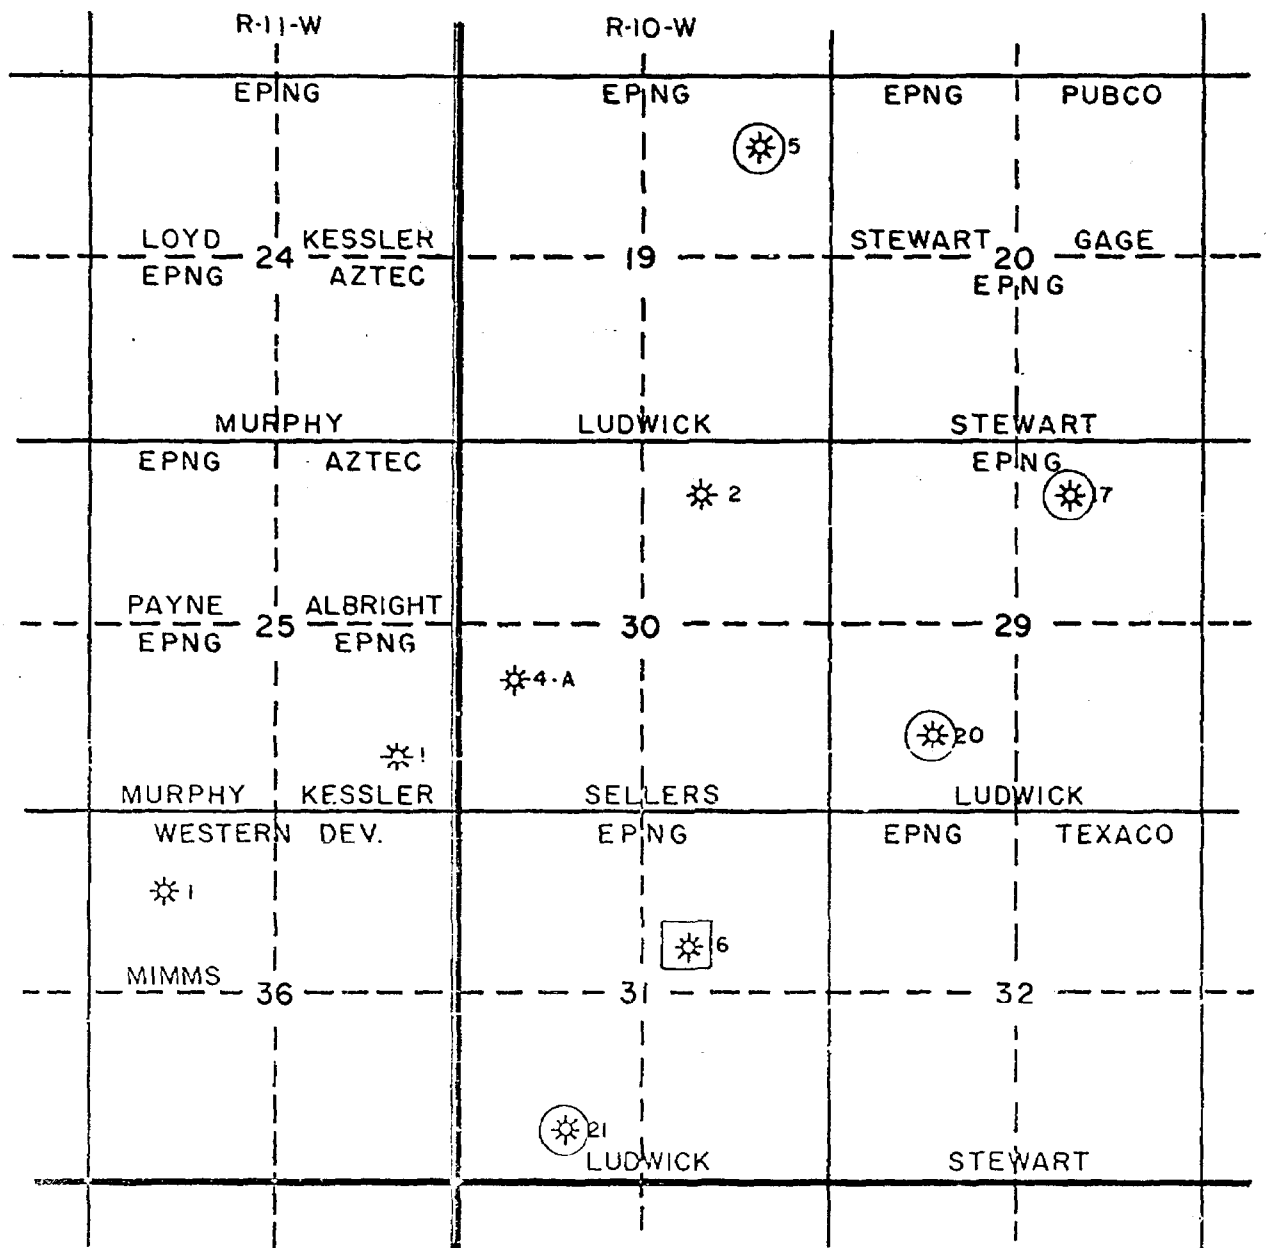 R-11-W R-10-W
EPNG EPNG EPNG PUBCO
5
LOYD KESSLER STEWART GAGE
24 19 20
EPNG AZTEC EPNG
MURPHY LUDWICK STEWART
EPNG AZTEC EPNG
2 17
PAYNE ALBRIGHT
25 30 29
EPNG EPNG
4-A
20
1
MURPHY KESSLER SELLERS LUDWICK
WESTERN DEV. EPNG EPNG TEXACO
1
6
MIMMS
36 31 32
21
LUDWICK STEWART